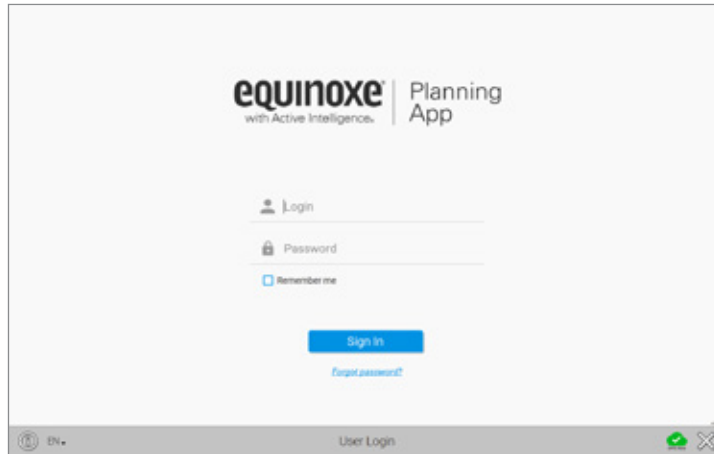 equinoxe®
with Active Intelligence.
Planning
App
Login
Password
Remember me
Sign In
Forgot password?
EN
User Login